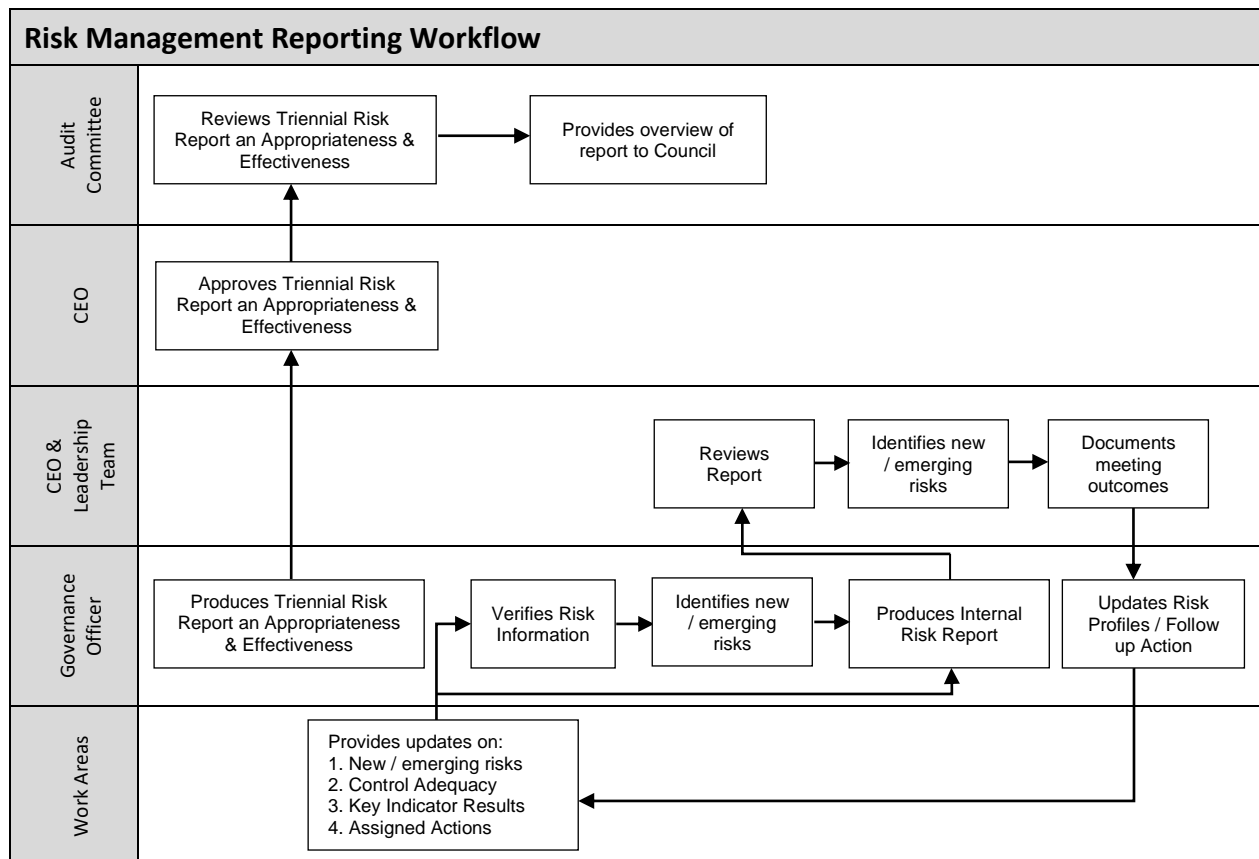 Risk Management Reporting Workflow
Audit
Committee
Reviews Triennial Risk
Report an Appropriateness &
Effectiveness
Provides overview of
report to Council
CEO
Approves Triennial Risk
Report an Appropriateness &
Effectiveness
CEO &
Leadership
Team
Reviews
Report
Identifies new
/ emerging
risks
Documents
meeting
outcomes
Governance
Officer
Produces Triennial Risk
Report an Appropriateness
& Effectiveness
Verifies Risk
Information
Identifies new
/ emerging
risks
Produces Internal
Risk Report
Updates Risk
Profiles / Follow
up Action
Work Areas
Provides updates on:
1. New / emerging risks
2. Control Adequacy
3. Key Indicator Results
4. Assigned Actions